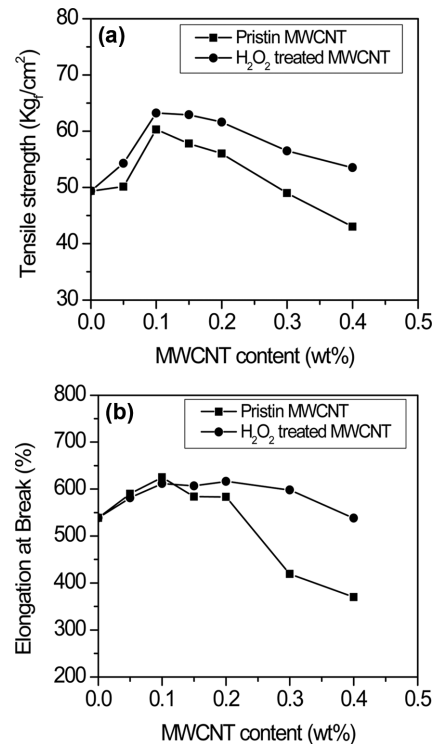 (a)
Pristin MWCNT
H₂O₂ treated MWCNT
80
70
60
50
40
30
Tensile strength (Kgf/cm²)
0.0 0.1 0.2 0.3 0.4 0.5
MWCNT content (wt%)
(b)
Pristin MWCNT
H₂O₂ treated MWCNT
800
700
600
500
400
300
200
Elongation at Break (%)
0.0 0.1 0.2 0.3 0.4 0.5
MWCNT content (wt%)